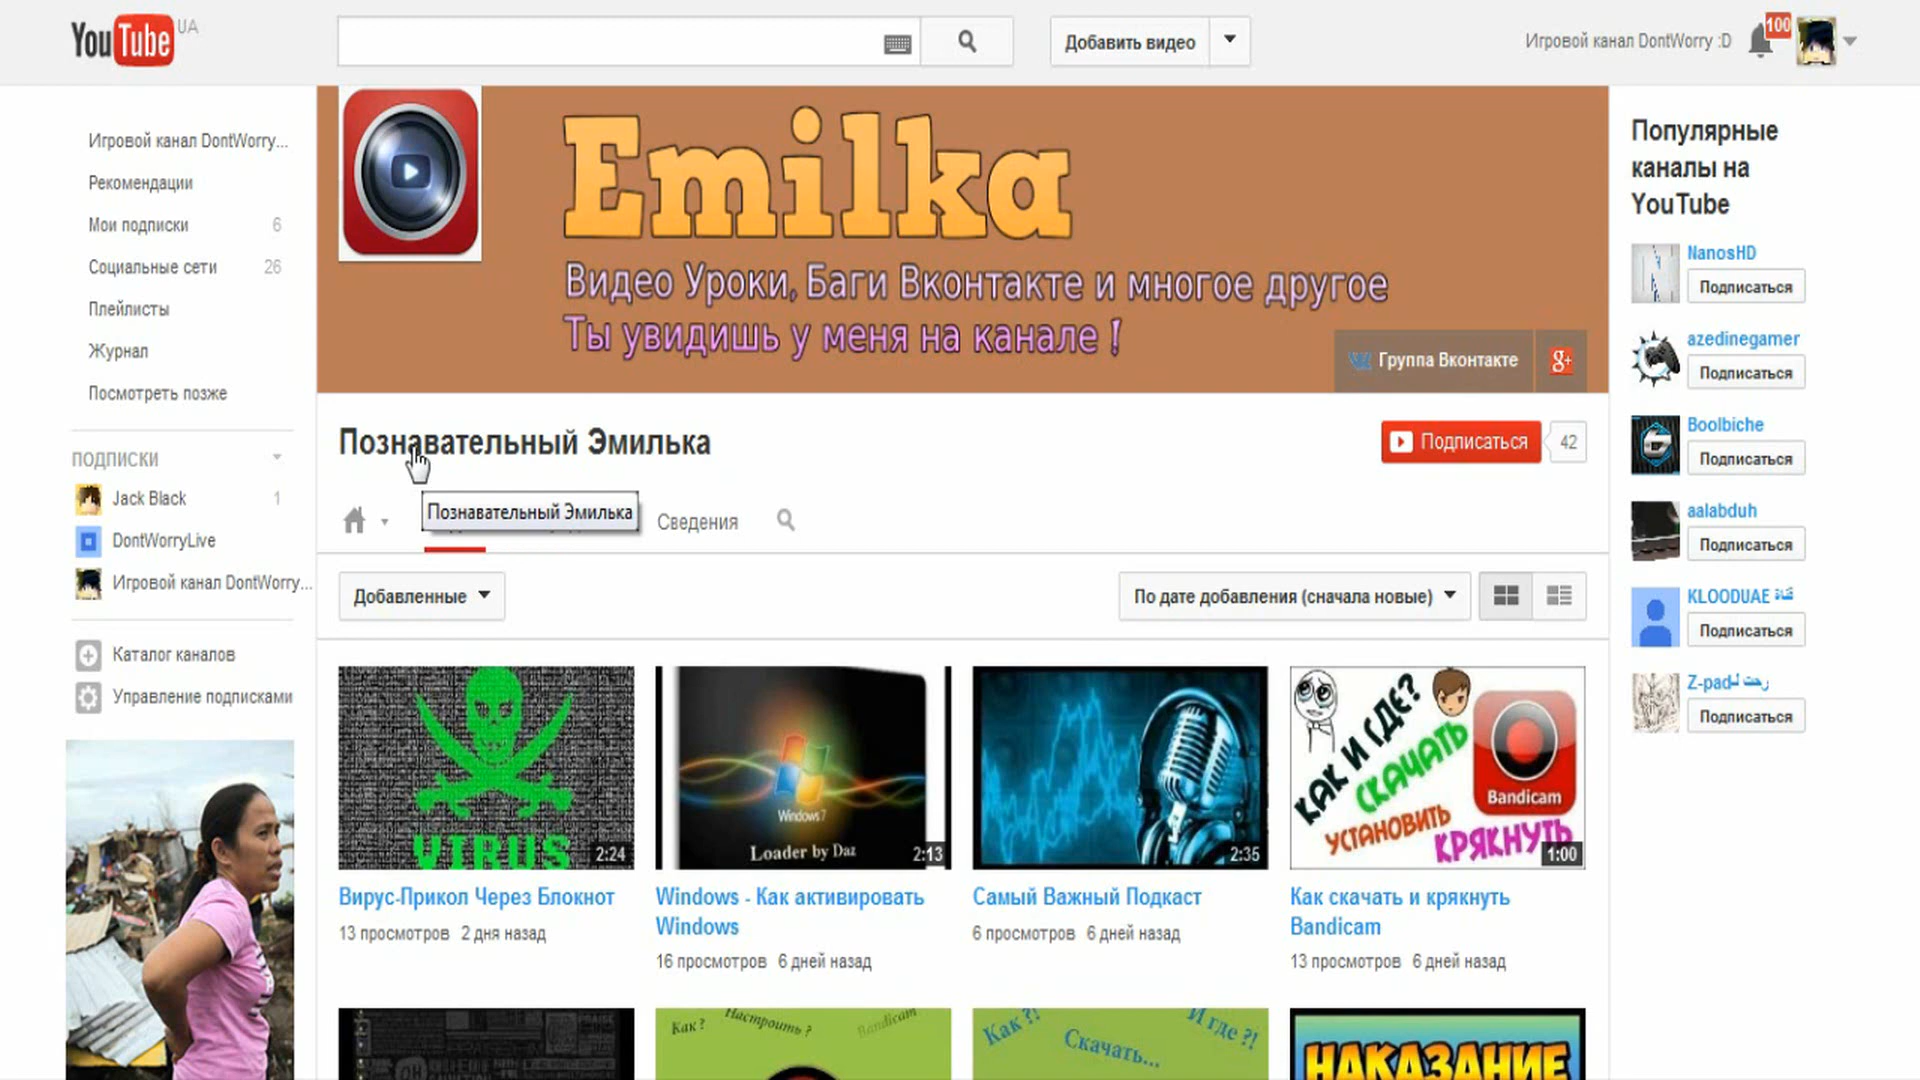 YouTube UA
Добавить видео
Игровой канал DontWorry :D
100
Игровой канал DontWorry...
Рекомендации
Мои подписки 6
Социальные сети 26
Плейлисты
Журнал
Посмотреть позже
ПОДПИСКИ
Jack Black 1
DontWorryLive
Игровой канал DontWorry...
Каталог каналов
Управление подписками
Emilka
Видео Уроки, Баги Вконтакте и многое другое
Ты увидишь у меня на канале !
Группа Вконтакте
g+
Познавательный Эмилька
Подписаться 42
Познавательный Эмилька
Сведения
Добавленные
По дате добавления (сначала новые)
VIRUS
2:24
Вирус-Прикол Через Блокнот
13 просмотров 2 дня назад
Windows 7
Loader by Daz
2:13
Windows - Как активировать
Windows
16 просмотров 6 дней назад
2:35
Самый Важный Подкаст
6 просмотров 6 дней назад
КАК И ГДЕ?
СКАЧАТЬ
УСТАНОВИТЬ
КРЯКНУТЬ
Bandicam
1:00
Как скачать и крякнуть
Bandicam
13 просмотров 6 дней назад
Как ?
Настроить ?
Bandicam
Как ?!
Скачать...
И где ?!
НАКАЗАНИЕ
Популярные
каналы на
YouTube
NanosHD
Подписаться
azedinegamer
Подписаться
Boolbiche
Подписаться
aalabduh
Подписаться
KLOODUAE قناة
Подписаться
Z-pad
Подписаться